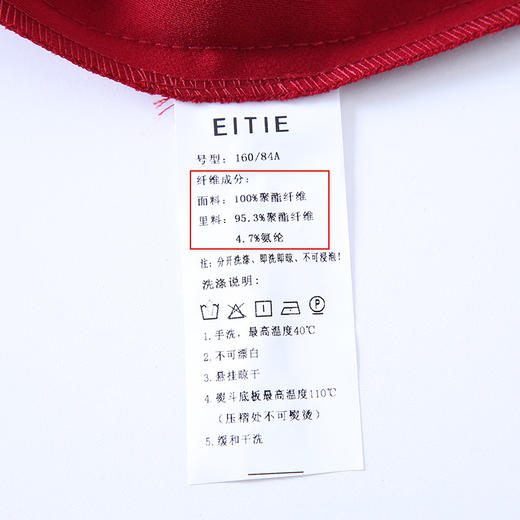 EITIE
号型: 160/84A
纤维成分:
面料: 100%聚酯纤维
里料: 95.3%聚酯纤维
4.7%氨纶
注: 分开洗涤、即洗即晾、不可浸泡!
洗涤说明:
P
1.手洗,最高温度40℃
2.不可漂白
3.悬挂晾干
4.熨斗底板最高温度110℃
(压褶处不可熨烫)
5.缓和干洗